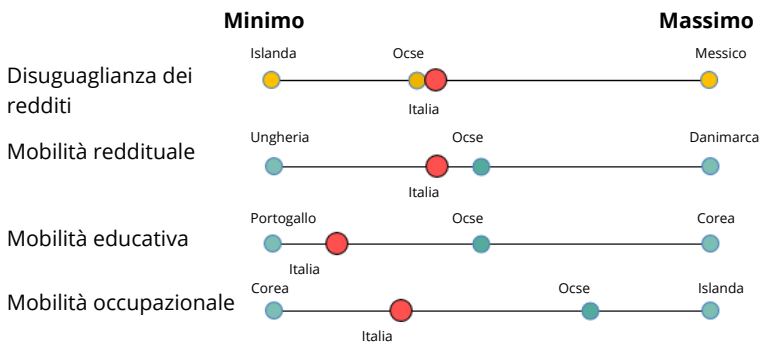 Minimo Massimo
Islanda Ocse Messico
Disuguaglianza dei
redditi
Italia
Ungheria Ocse Danimarca
Mobilità reddituale
Italia
Portogallo Ocse Corea
Mobilità educativa
Italia
Corea Ocse Islanda
Mobilità occupazionale
Italia